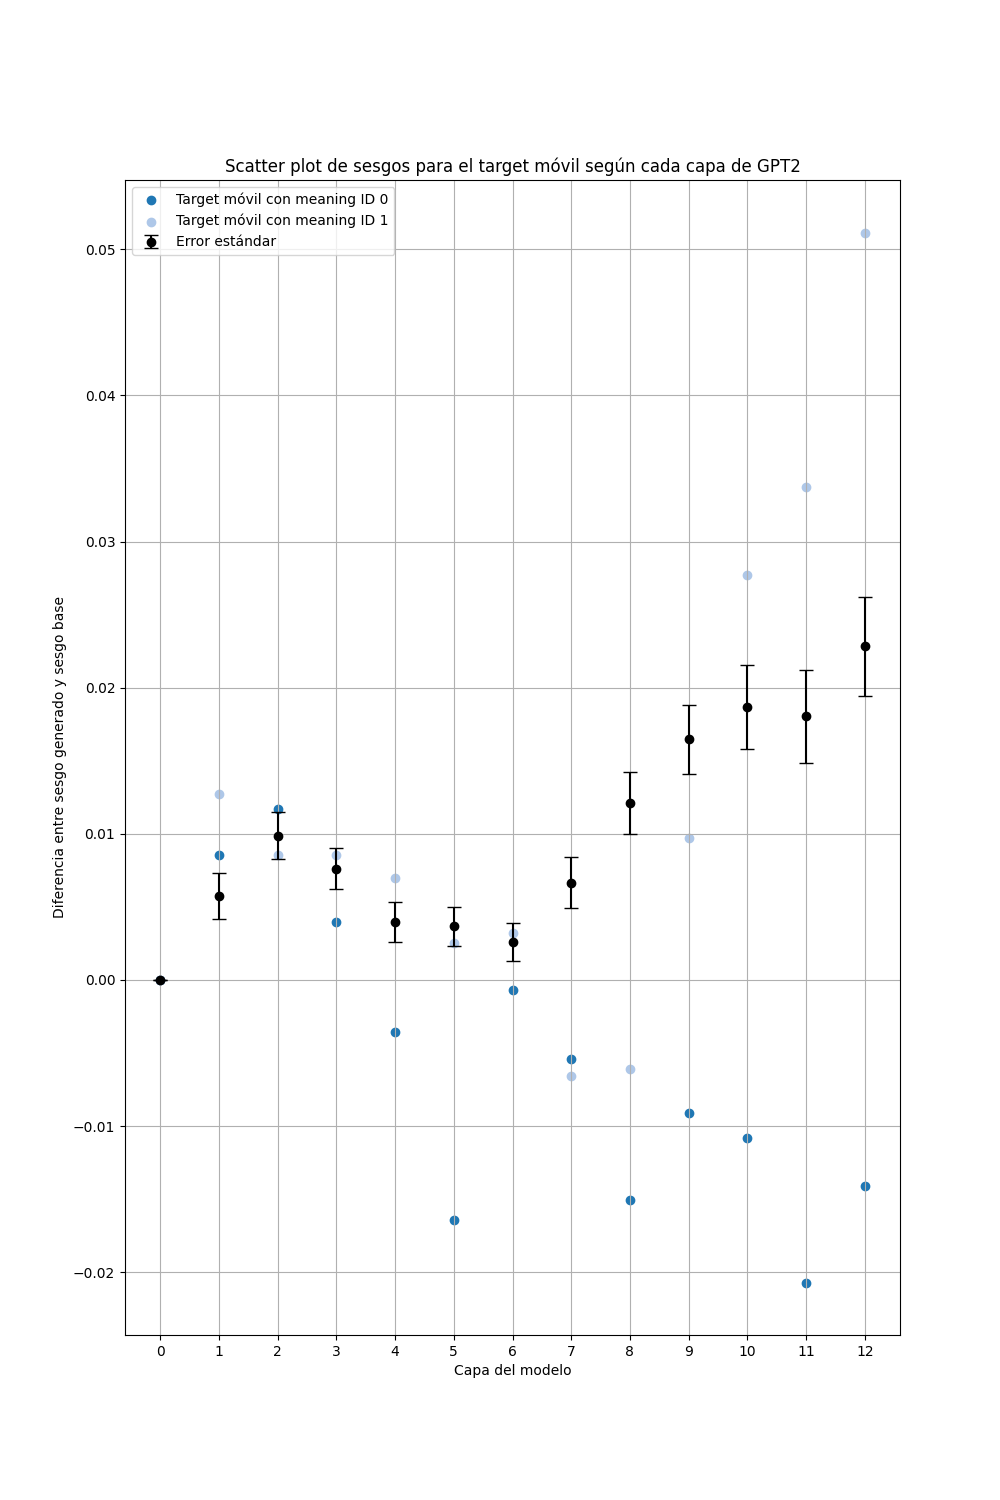 Scatter plot de sesgos para el target móvil según cada capa de GPT2
Target móvil con meaning ID 0
Target móvil con meaning ID 1
Error estándar
0.05
0.04
0.03
0.02
0.01
0.00
−0.01
−0.02
Diferencia entre sesgo generado y sesgo base
0 1 2 3 4 5 6 7 8 9 10 11 12
Capa del modelo